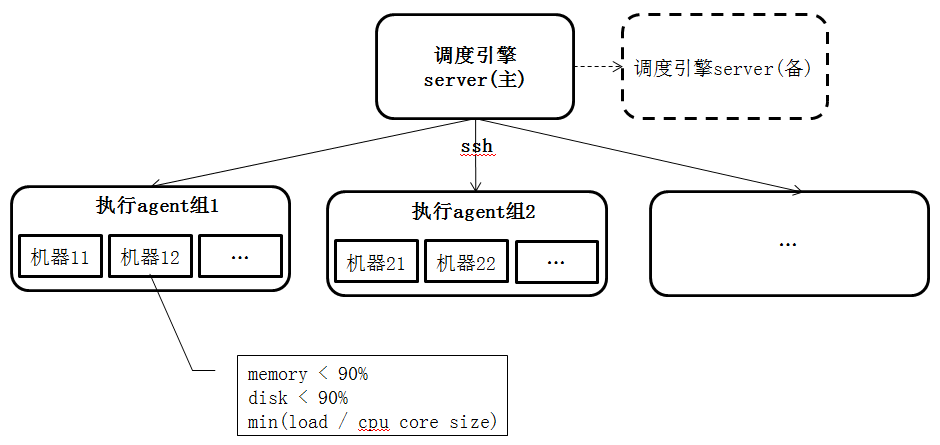 调度引擎
server(主)
调度引擎server(备)
ssh
执行agent组1
机器11
机器12
…
执行agent组2
机器21
机器22
…
…
memory < 90%
disk < 90%
min(load / cpu core size)